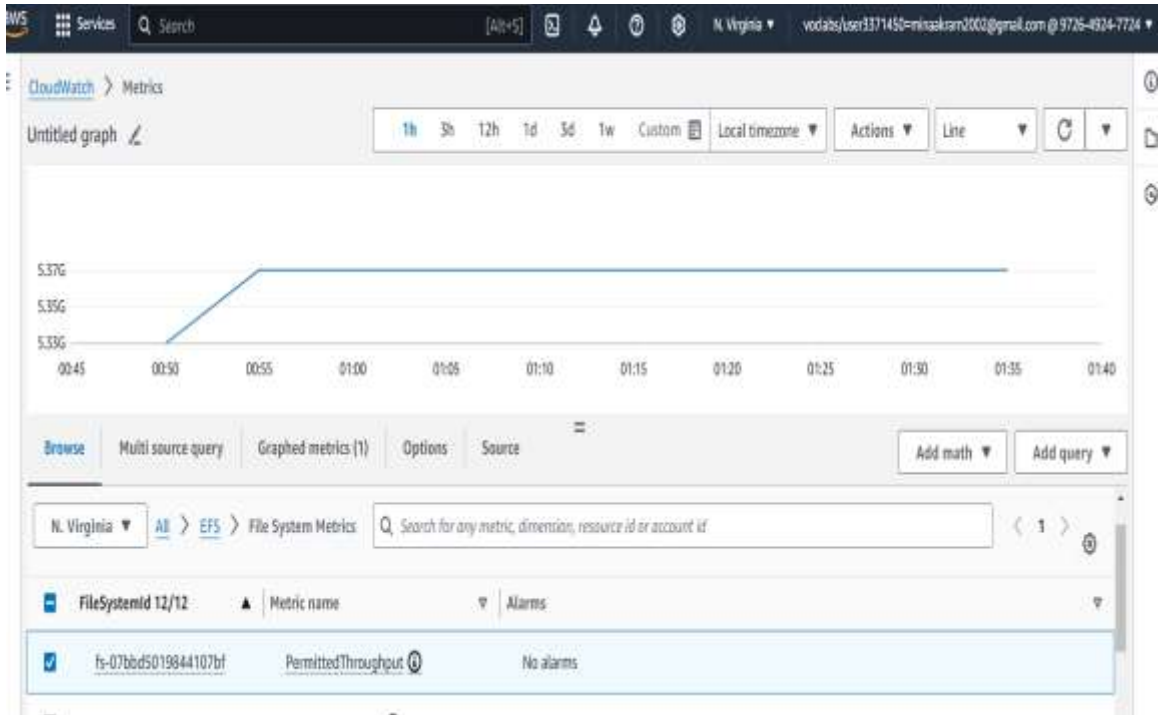 aws Services Search [Alt+S] N. Virginia voclabs/user3371450=minaakram2002@gmail.com @ 9726-4924-7724
CloudWatch > Metrics
Untitled graph 1h 3h 12h 1d 3d 1w Custom Local timezone Actions Line
5.37G
5.35G
5.33G
00:45 00:50 00:55 01:00 01:05 01:10 01:15 01:20 01:25 01:30 01:35 01:40
Browse Multi source query Graphed metrics (1) Options Source Add math Add query
N. Virginia All > EFS > File System Metrics Search for any metric, dimension, resource id or account id 1
FileSystemId 12/12 Metric name Alarms
fs-07bbd5019844107bf PermittedThroughput No alarms